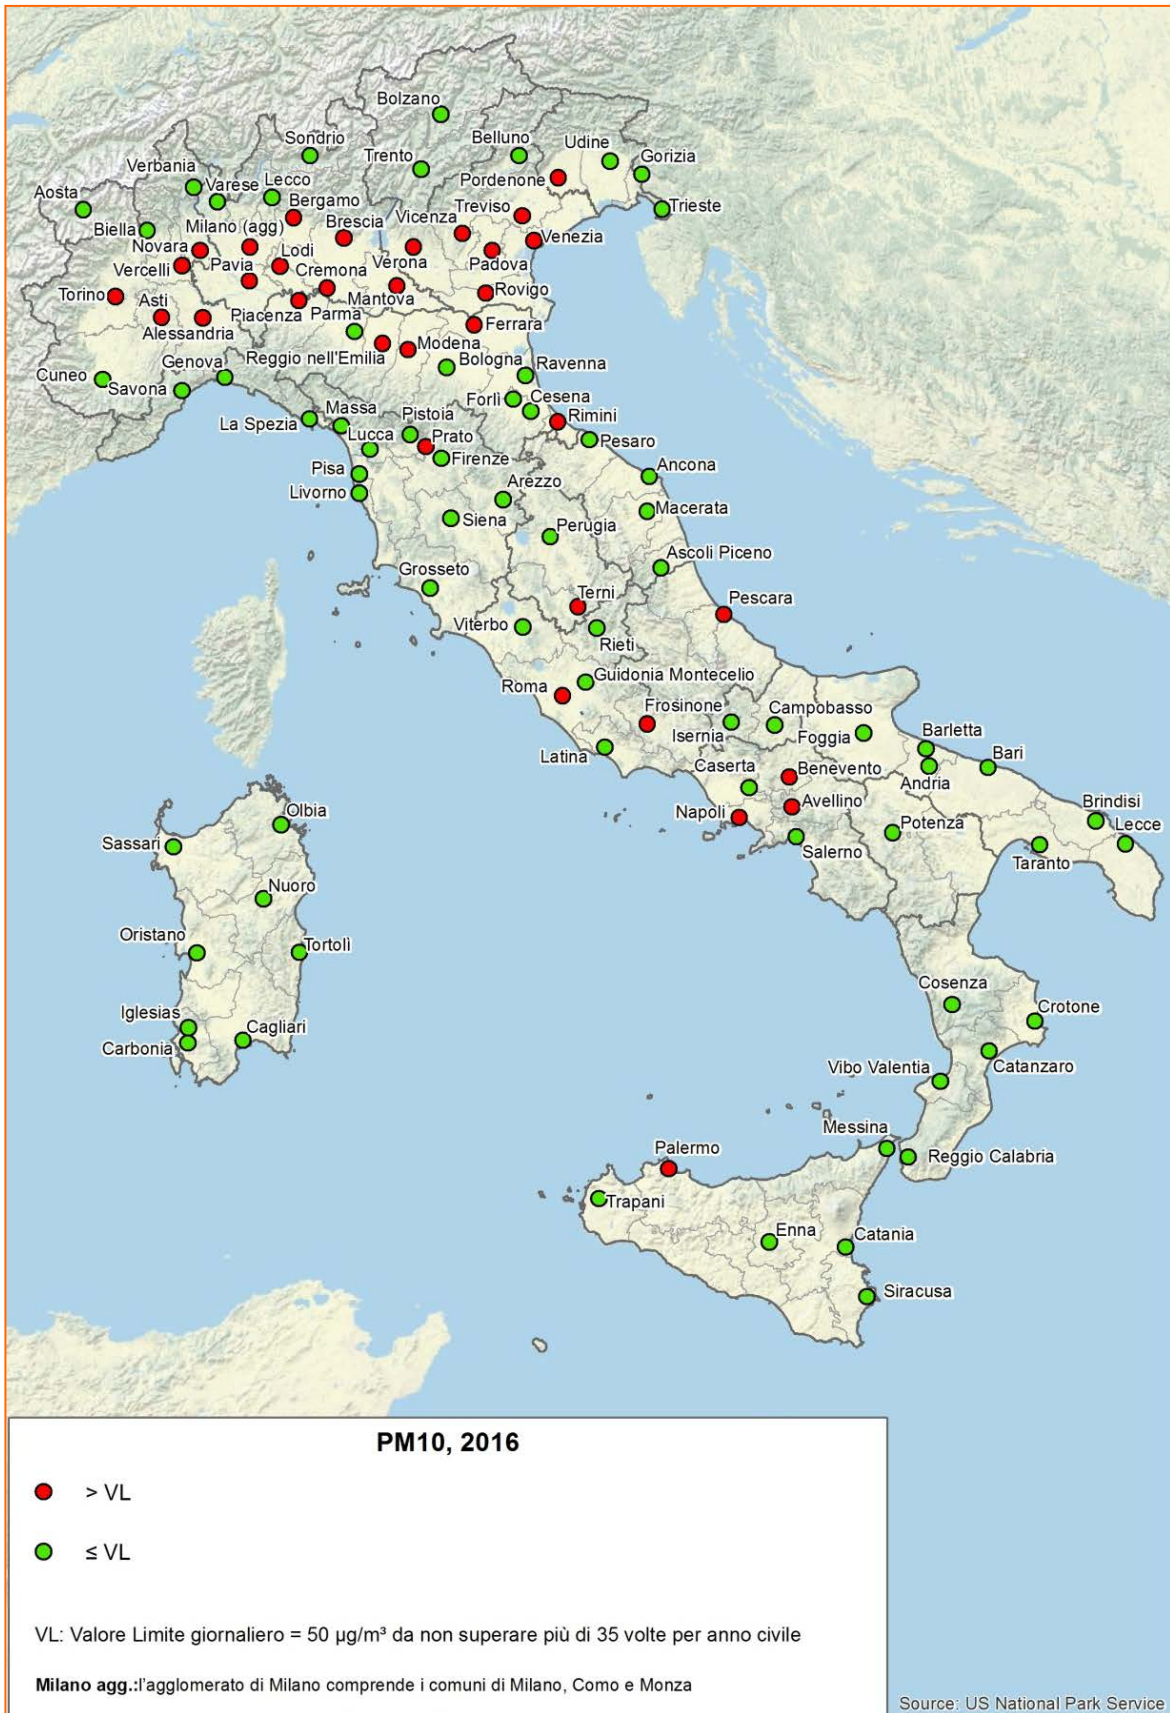 Bolzano
Sondrio
Belluno
Udine
Verbania
Trento
Gorizia
Aosta
Varese
Lecco
Pordenone
Bergamo
Treviso
Trieste
Biella
Milano (agg)
Brescia
Vicenza
Venezia
Novara
Lodi
Verona
Padova
Vercelli
Pavia
Cremona
Torino
Asti
Mantova
Rovigo
Piacenza
Parma
Alessandria
Ferrara
Genova
Reggio nell'Emilia
Modena
Bologna
Ravenna
Cuneo
Savona
Forlì
Cesena
Massa
Pistoia
Rimini
La Spezia
Lucca
Prato
Pesaro
Firenze
Pisa
Ancona
Livorno
Arezzo
Siena
Macerata
Perugia
Ascoli Piceno
Grosseto
Terni
Pescara
Viterbo
Rieti
Guidonia Montecelio
Roma
Frosinone
Campobasso
Isernia
Foggia
Barletta
Latina
Bari
Caserta
Benevento
Andria
Napoli
Avellino
Brindisi
Olbia
Potenza
Lecce
Sassari
Salerno
Taranto
Nuoro
Oristano
Tortolì
Cosenza
Iglesias
Cagliari
Crotone
Carbonia
Vibo Valentia
Catanzaro
Messina
Palermo
Reggio Calabria
Trapani
Enna
Catania
Siracusa
PM10, 2016
> VL
≤ VL
VL: Valore Limite giornaliero = 50 µg/m³ da non superare più di 35 volte per anno civile
Milano agg.:l'agglomerato di Milano comprende i comuni di Milano, Como e Monza
Source: US National Park Service